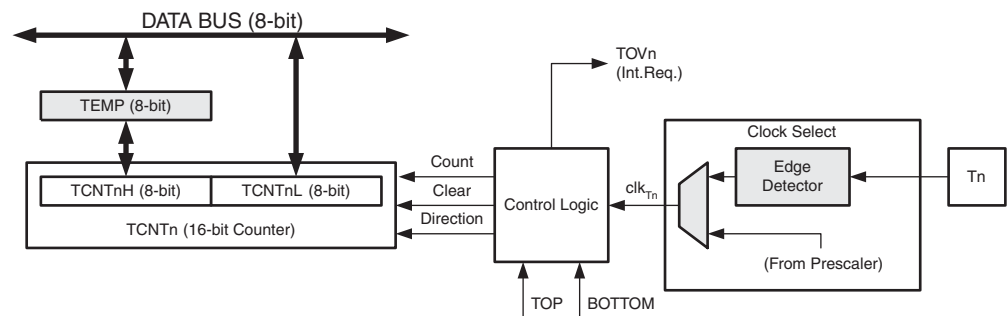 DATA BUS (8-bit)
TOVn
(Int.Req.)
TEMP (8-bit)
Clock Select
Count
Edge
Detector
Tn
TCNTnH (8-bit)
TCNTnL (8-bit)
Clear
Control Logic
clkTn
Direction
TCNTn (16-bit Counter)
(From Prescaler)
TOP
BOTTOM